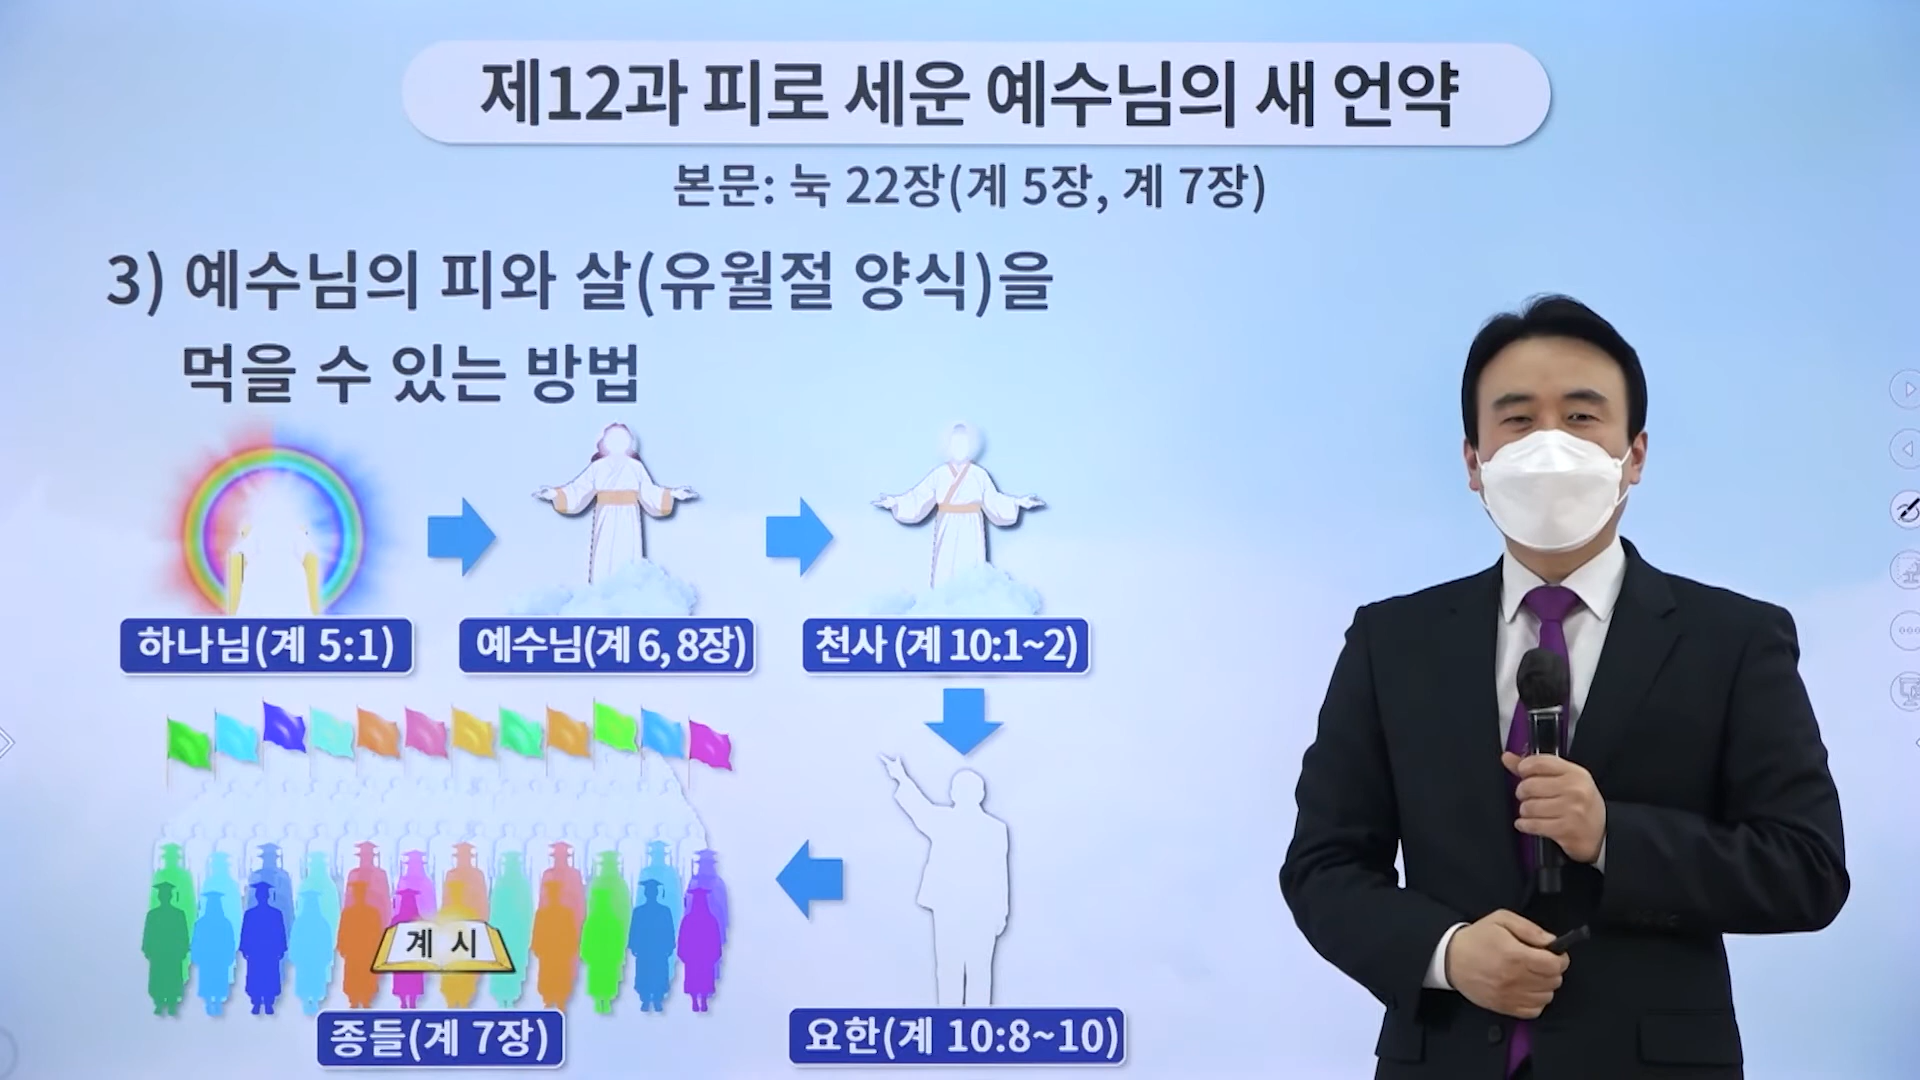 제12과 피로 세운 예수님의 새 언약
본문: 눅 22장(계 5장, 계 7장)
3) 예수님의 피와 살(유월절 양식)을
먹을 수 있는 방법
하나님(계 5:1)
예수님(계 6, 8장)
천사 (계 10:1~2)
계 시
종들(계 7장)
요한(계 10:8~10)